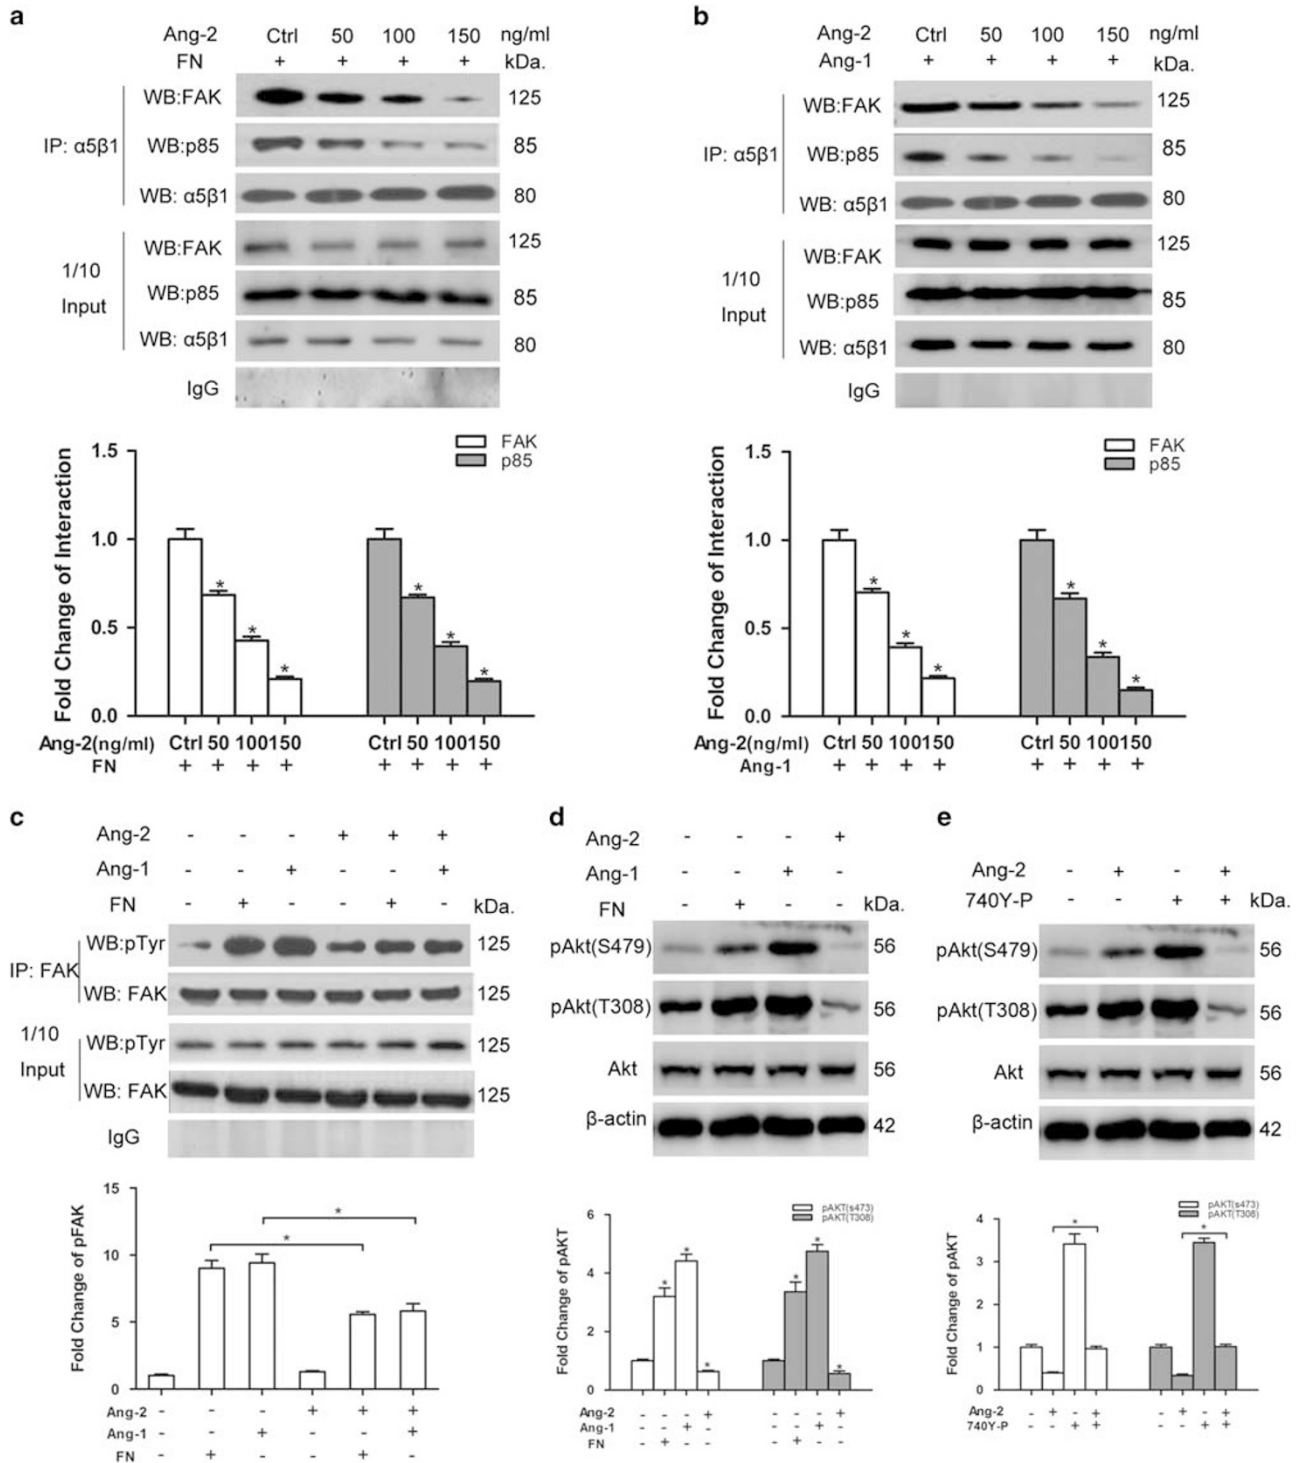 a
Ang-2 Ctrl 50 100 150 ng/ml
FN + + + + kDa.
IP: α5β1
WB:FAK 125
WB:p85 85
WB: α5β1 80
1/10 Input
WB:FAK 125
WB:p85 85
WB: α5β1 80
IgG
FAK
p85
Fold Change of Interaction
1.5
1.0
0.5
0.0
* * * * * *
Ang-2(ng/ml) Ctrl 50 100 150 Ctrl 50 100 150
FN + + + + + + + +
b
Ang-2 Ctrl 50 100 150 ng/ml
Ang-1 + + + + kDa.
IP: α5β1
WB:FAK 125
WB:p85 85
WB: α5β1 80
1/10 Input
WB:FAK 125
WB:p85 85
WB: α5β1 80
IgG
FAK
p85
Fold Change of Interaction
1.5
1.0
0.5
0.0
* * * * * *
Ang-2(ng/ml) Ctrl 50 100 150 Ctrl 50 100 150
Ang-1 + + + + + + + +
c
Ang-2 - - - + + +
Ang-1 - - + - - +
FN - + - - + - kDa.
IP: FAK
WB:pTyr 125
WB: FAK 125
1/10 Input
WB:pTyr 125
WB: FAK 125
IgG
Fold Change of pFAK
15
10
5
0
* *
Ang-2 - - - + + +
Ang-1 - - + - - +
FN - + - - + -
d
Ang-2 - - - +
Ang-1 - - + -
FN - + - - kDa.
pAkt(S479) 56
pAkt(T308) 56
Akt 56
β-actin 42
pAKT(s473)
pAKT(T308)
Fold Change of pAKT
6
4
2
0
* * * * * *
Ang-2 - - - + - - - +
Ang-1 - - + - - - + -
FN - + - - - + - -
e
Ang-2 - + - +
740Y-P - - + + kDa.
pAkt(S479) 56
pAkt(T308) 56
Akt 56
β-actin 42
pAKT(s473)
pAKT(T308)
Fold Change of pAKT
4
3
2
1
0
* *
Ang-2 - + - + - + - +
740Y-P - - + + - - + +